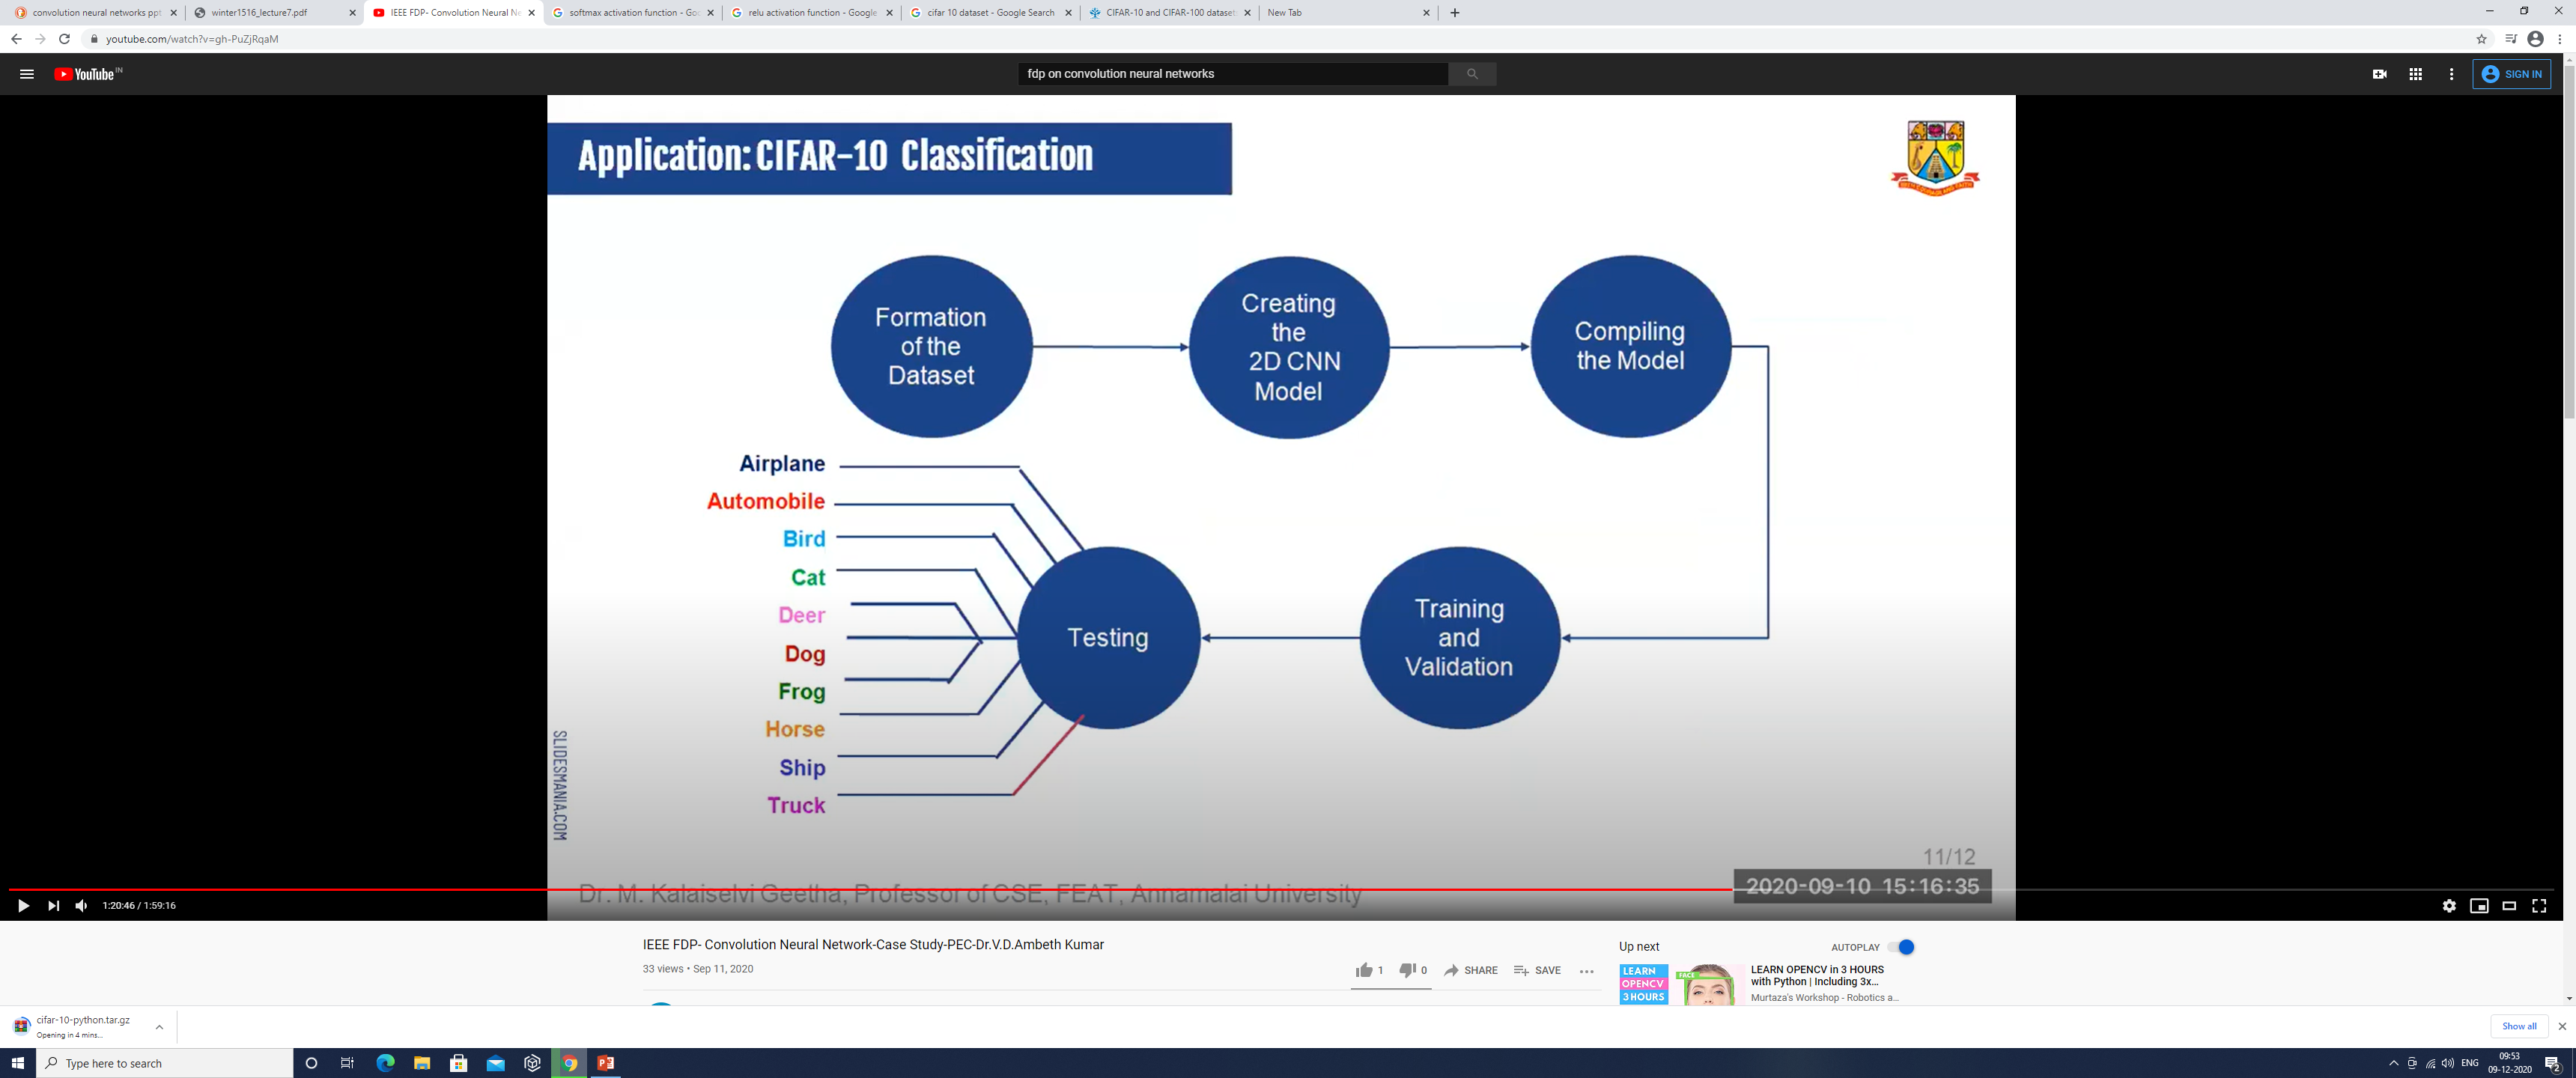 convolution neural networks ppt
winter1516_lecture7.pdf
IEEE FDP- Convolution Neural Ne
softmax activation function - Goo
relu activation function - Google
cifar 10 dataset - Google Search
CIFAR-10 and CIFAR-100 dataset
New Tab
youtube.com/watch?v=gh-PuZjRqaM
YouTube IN
fdp on convolution neural networks
SIGN IN
Application: CIFAR-10 Classification
Formation
of the
Dataset
Creating
the
2D CNN
Model
Compiling
the Model
Airplane
Automobile
Bird
Cat
Deer
Dog
Frog
Horse
Ship
Truck
Testing
Training
and
Validation
SLIDESMANIA.COM
11/12
Dr. M. Kalaiselvi Geetha, Professor of CSE, FEAT, Annamalai University
2020-09-10 15:16:35
1:20:46 / 1:59:16
IEEE FDP- Convolution Neural Network-Case Study-PEC-Dr.V.D.Ambeth Kumar
33 views • Sep 11, 2020
1
0
SHARE
SAVE
Up next
AUTOPLAY
LEARN
OPENCV
3 HOURS
FACE
LEARN OPENCV in 3 HOURS
with Python | Including 3x...
Murtaza's Workshop - Robotics a...
cifar-10-python.tar.gz
Opening in 4 mins...
Show all
Type here to search
ENG
09:53
09-12-2020
2